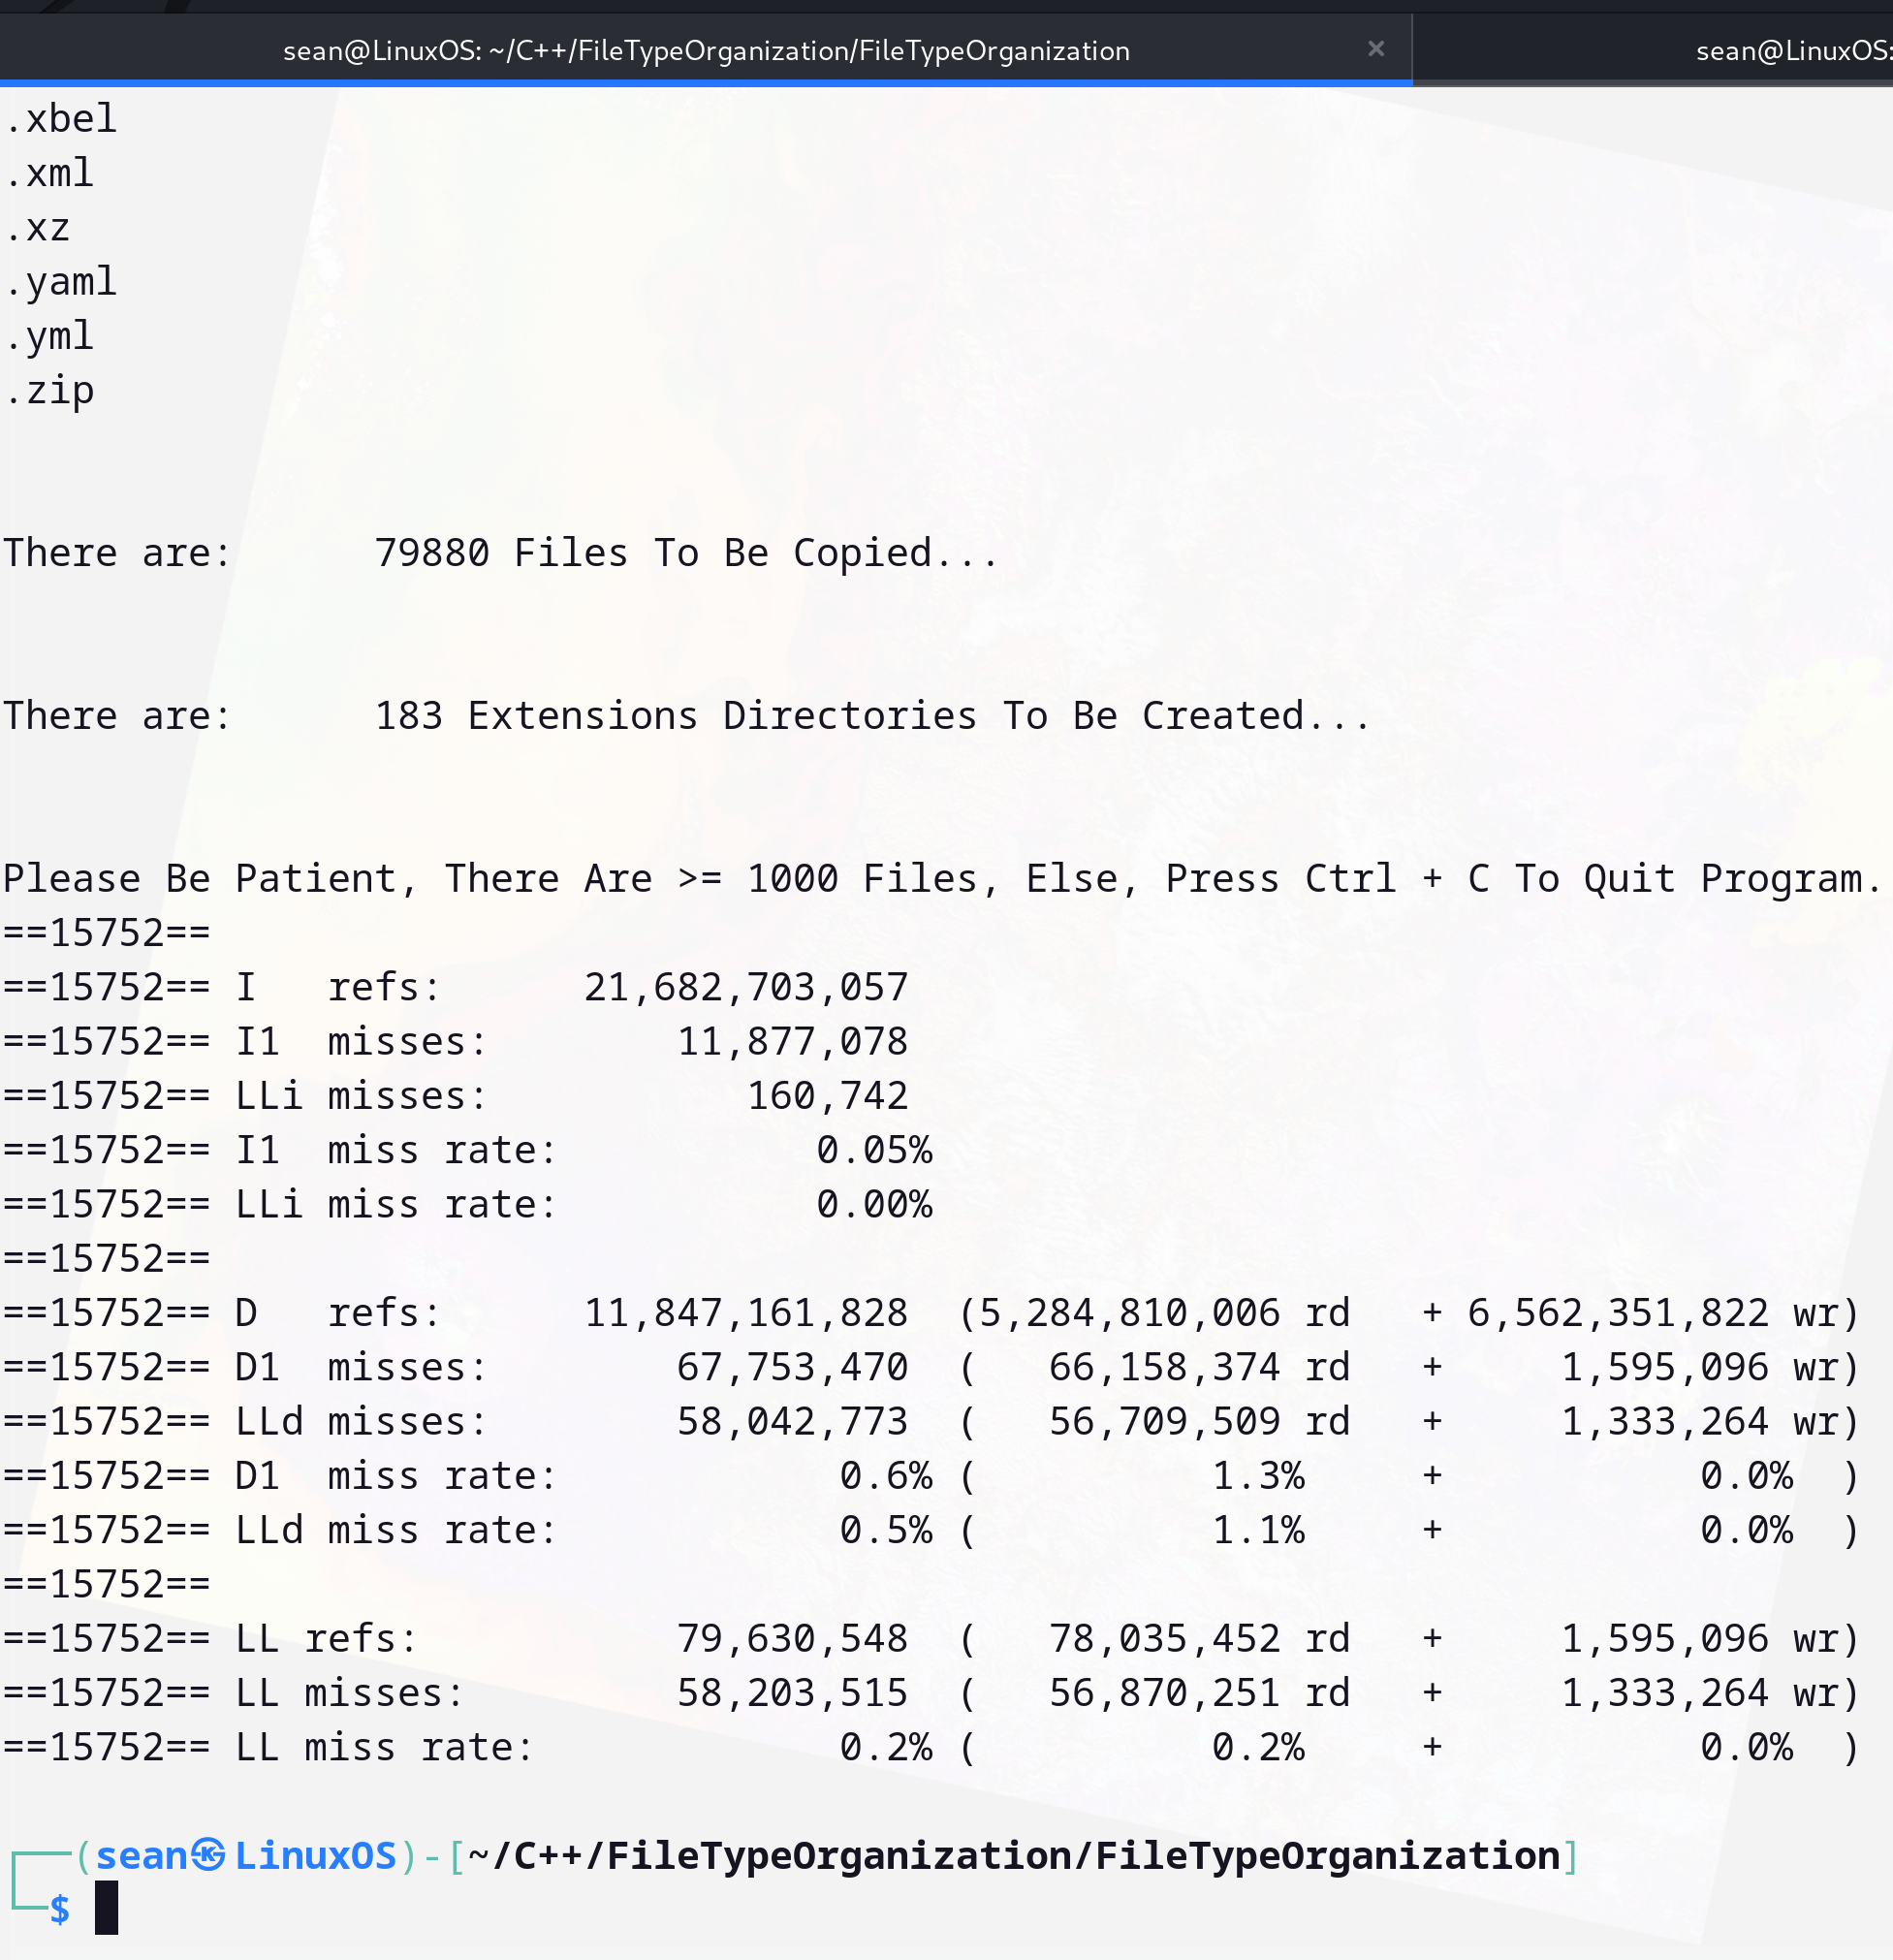 sean@LinuxOS: ~/C++/FileTypeOrganization/FileTypeOrganization × sean@LinuxOS:
.xbel
.xml
.xz
.yaml
.yml
.zip
There are: 79880 Files To Be Copied...
There are: 183 Extensions Directories To Be Created...
Please Be Patient, There Are >= 1000 Files, Else, Press Ctrl + C To Quit Program.
==15752==
==15752== I refs: 21,682,703,057
==15752== I1 misses: 11,877,078
==15752== LLi misses: 160,742
==15752== I1 miss rate: 0.05%
==15752== LLi miss rate: 0.00%
==15752==
==15752== D refs: 11,847,161,828 (5,284,810,006 rd + 6,562,351,822 wr)
==15752== D1 misses: 67,753,470 ( 66,158,374 rd + 1,595,096 wr)
==15752== LLd misses: 58,042,773 ( 56,709,509 rd + 1,333,264 wr)
==15752== D1 miss rate: 0.6% ( 1.3% + 0.0% )
==15752== LLd miss rate: 0.5% ( 1.1% + 0.0% )
==15752==
==15752== LL refs: 79,630,548 ( 78,035,452 rd + 1,595,096 wr)
==15752== LL misses: 58,203,515 ( 56,870,251 rd + 1,333,264 wr)
==15752== LL miss rate: 0.2% ( 0.2% + 0.0% )
┌──(sean㉿LinuxOS)-[~/C++/FileTypeOrganization/FileTypeOrganization]
└─$